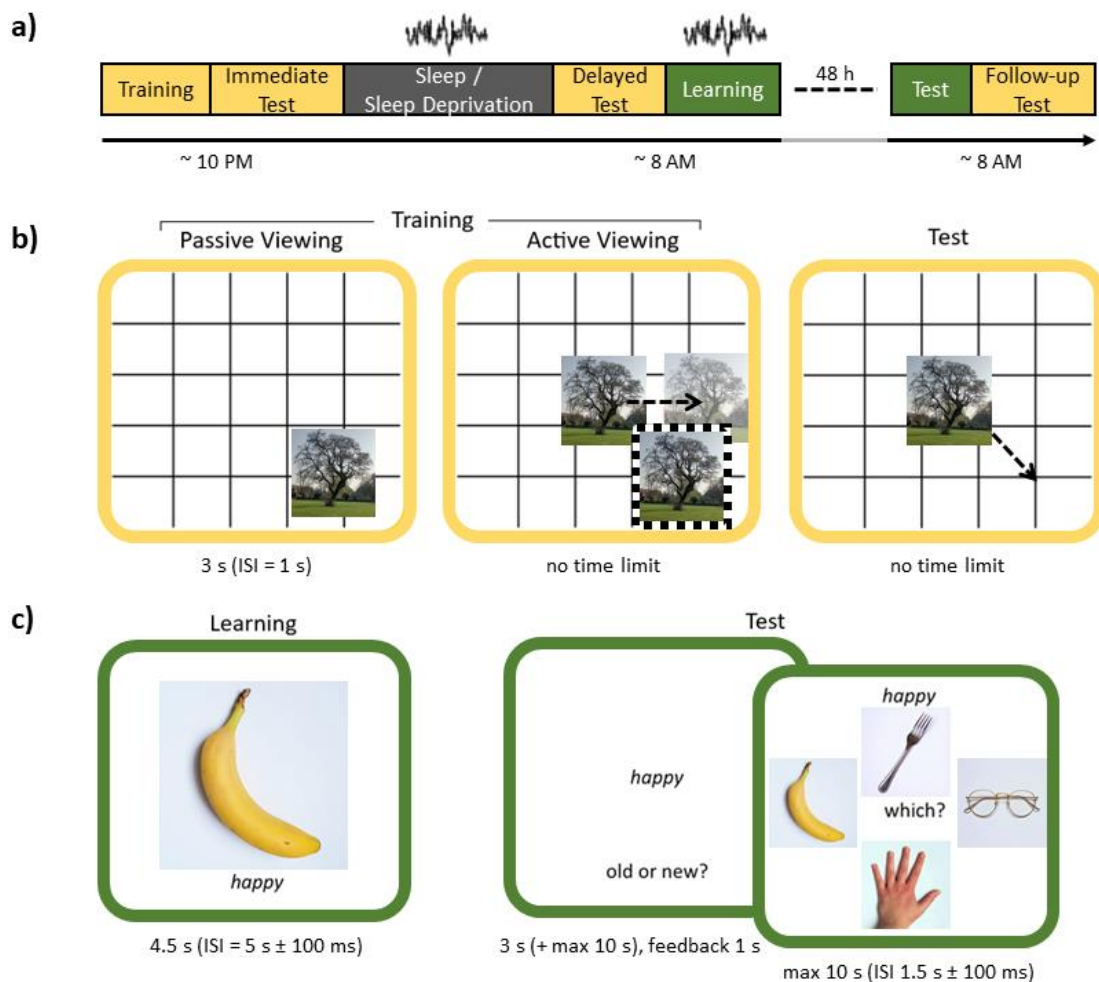 a)
Training
Immediate
Test
Sleep /
Sleep Deprivation
Delayed
Test
Learning
48 h
Test
Follow-up
Test
~ 10 PM
~ 8 AM
~ 8 AM
b)
Training
Passive Viewing
Active Viewing
Test
3 s (ISI = 1 s)
no time limit
no time limit
c)
Learning
Test
happy
4.5 s (ISI = 5 s ± 100 ms)
happy
old or new?
3 s (+ max 10 s), feedback 1 s
happy
which?
max 10 s (ISI 1.5 s ± 100 ms)